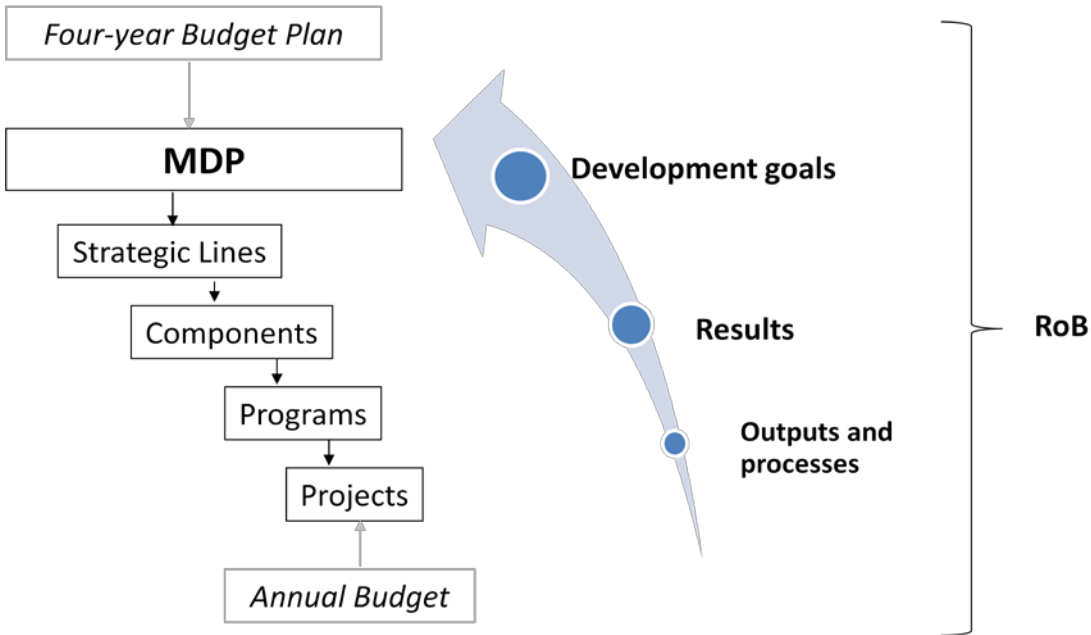 Four-year Budget Plan
MDP
Development goals
Strategic Lines
Components
Results
RoB
Programs
Outputs and
processes
Projects
Annual Budget